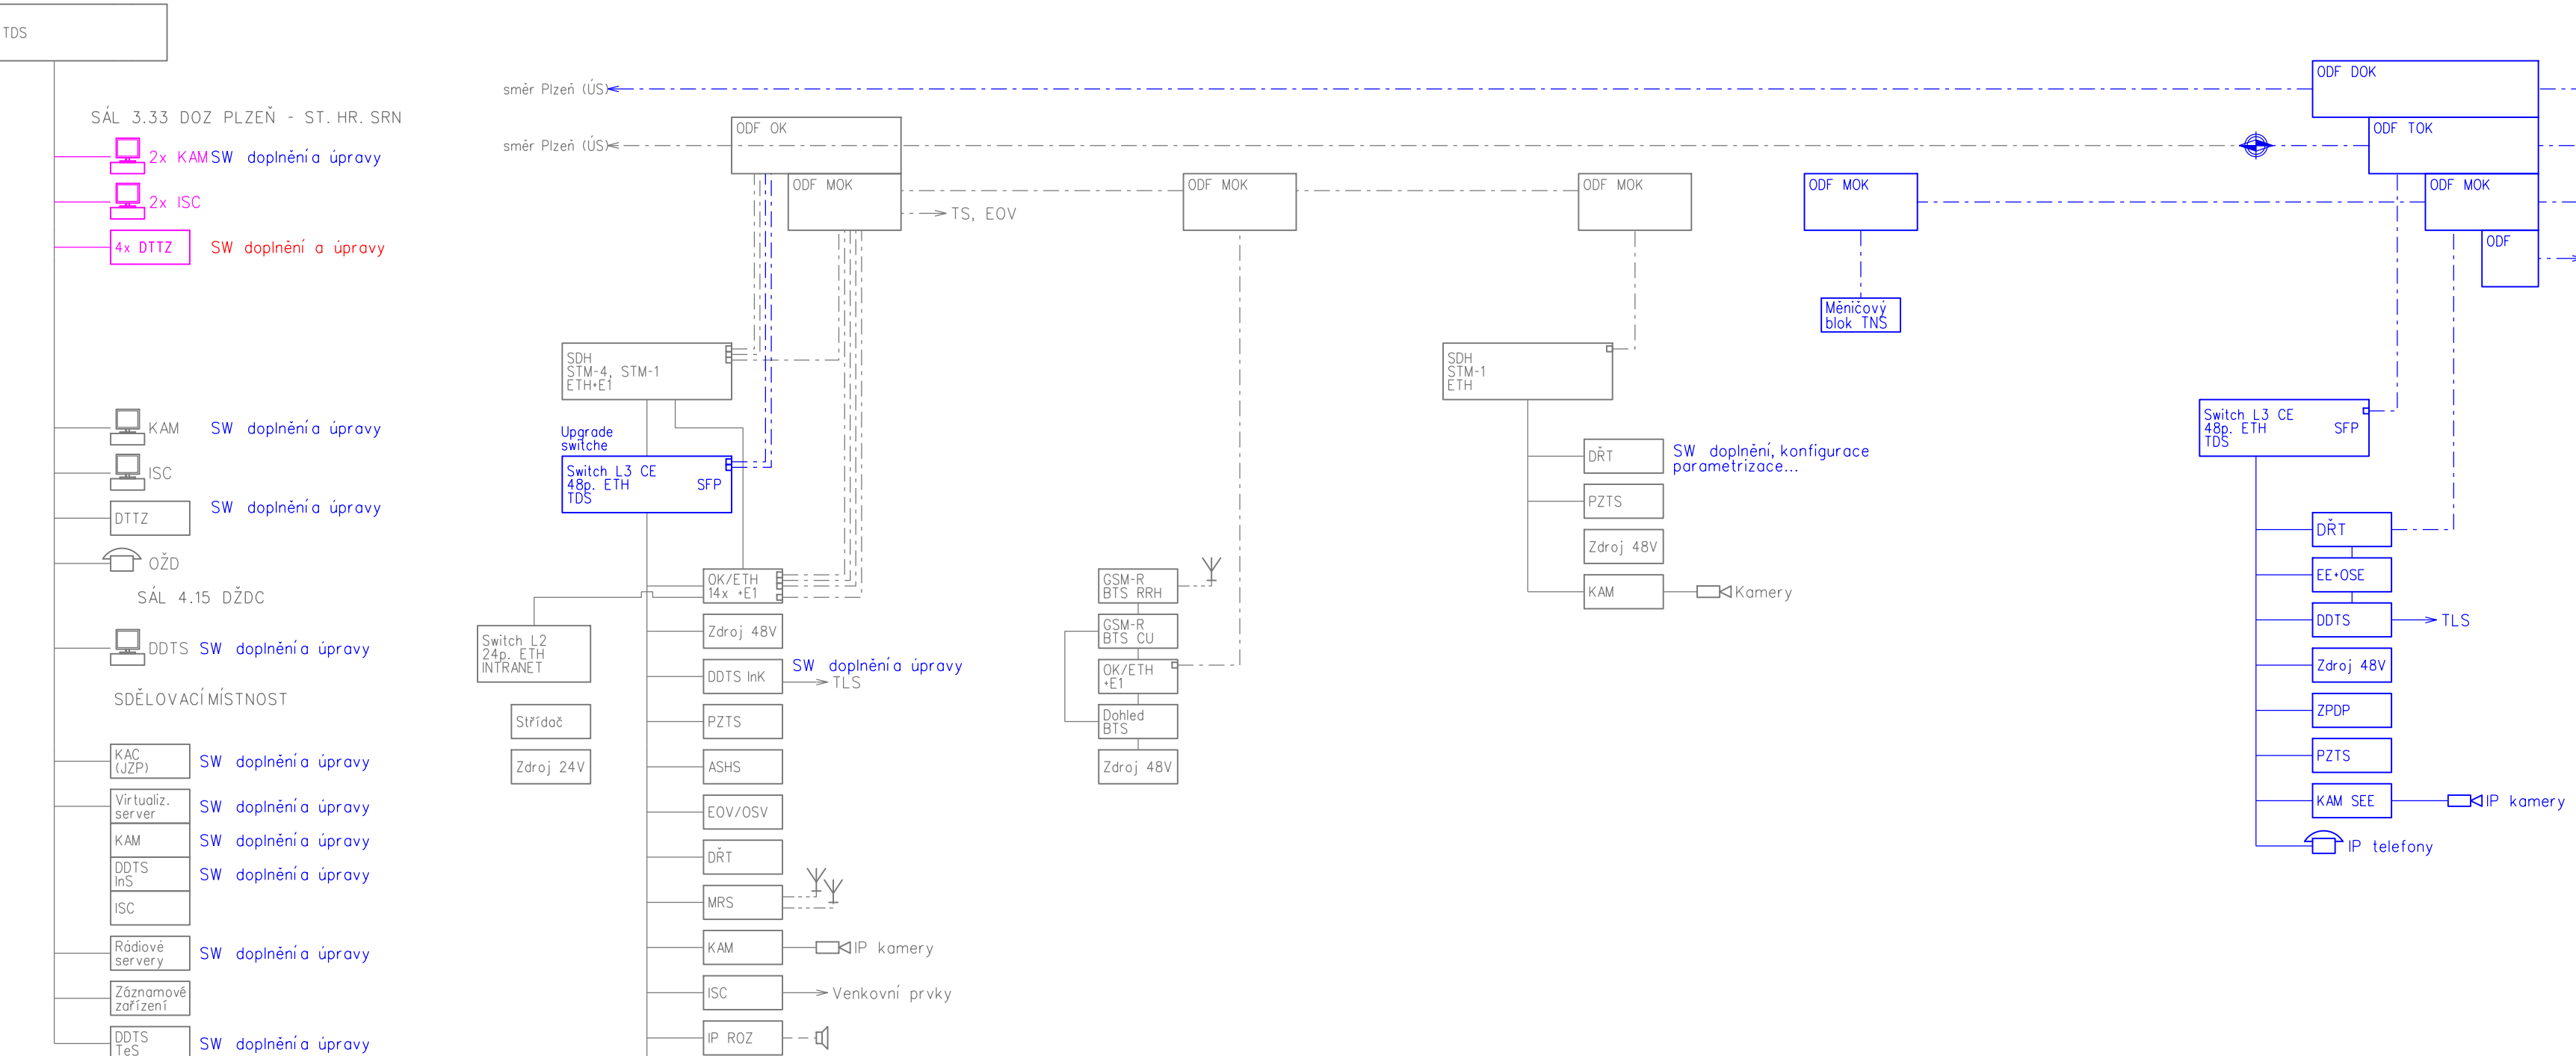 TDS
SÁL 3.33 DOZ PLZEŇ - ST. HR. SRN
2x KAM SW doplnění a úpravy
2x ISC
4x DTTZ SW doplnění a úpravy
KAM SW doplnění a úpravy
ISC
DTTZ SW doplnění a úpravy
OŽD
SÁL 4.15 DŽDC
DDTS SW doplnění a úpravy
SDĚLOVACÍ MÍSTNOST
KAC
(JZP)
SW doplnění a úpravy
Virtualiz.
server
SW doplnění a úpravy
KAM SW doplnění a úpravy
DDTS
InS
SW doplnění a úpravy
ISC
Rádiové
servery
SW doplnění a úpravy
Záznamové
zařízení
DDTS
TeS
SW doplnění a úpravy
směr Plzeň (ÚS)
směr Plzeň (ÚS)
ODF OK
ODF MOK
TS, EOV
SDH
STM-4, STM-1
ETH+E1
Upgrade
switche
Switch L3 CE
48p. ETH SFP
TDS
Switch L2
24p. ETH
INTRANET
Střídač
Zdroj 24V
OK/ETH
14x +E1
Zdroj 48V
DDTS InK
SW doplnění a úpravy
TLS
PZTS
ASHS
EOV/OSV
DŘT
MRS
KAM
IP kamery
ISC
Venkovní prvky
IP ROZ
ODF MOK
GSM-R
BTS RRH
GSM-R
BTS CU
OK/ETH
+E1
Dohled
BTS
Zdroj 48V
ODF MOK
SDH
STM-1
ETH
DŘT
SW doplnění, konfigurace
parametrizace...
PZTS
Zdroj 48V
KAM
Kamery
ODF MOK
Měničový
blok TNS
ODF DOK
ODF TOK
ODF MOK
ODF
Switch L3 CE
48p. ETH SFP
TDS
DŘT
EE+OSE
DDTS
TLS
Zdroj 48V
ZPDP
PZTS
KAM SEE
IP kamery
IP telefony